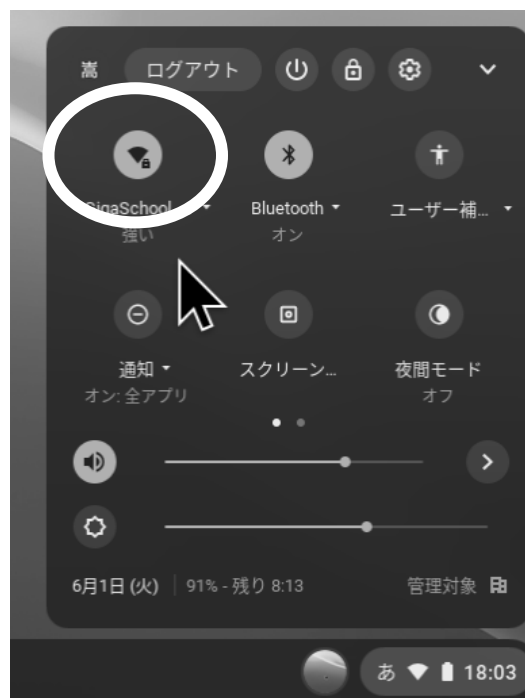 嵩 ログアウト
GigaSchool
強い
Bluetooth
オン
ユーザー補…
通知
オン: 全アプリ
スクリーン…
夜間モード
オフ
6月1日 (火) 91% - 残り 8:13 管理対象
あ 18:03